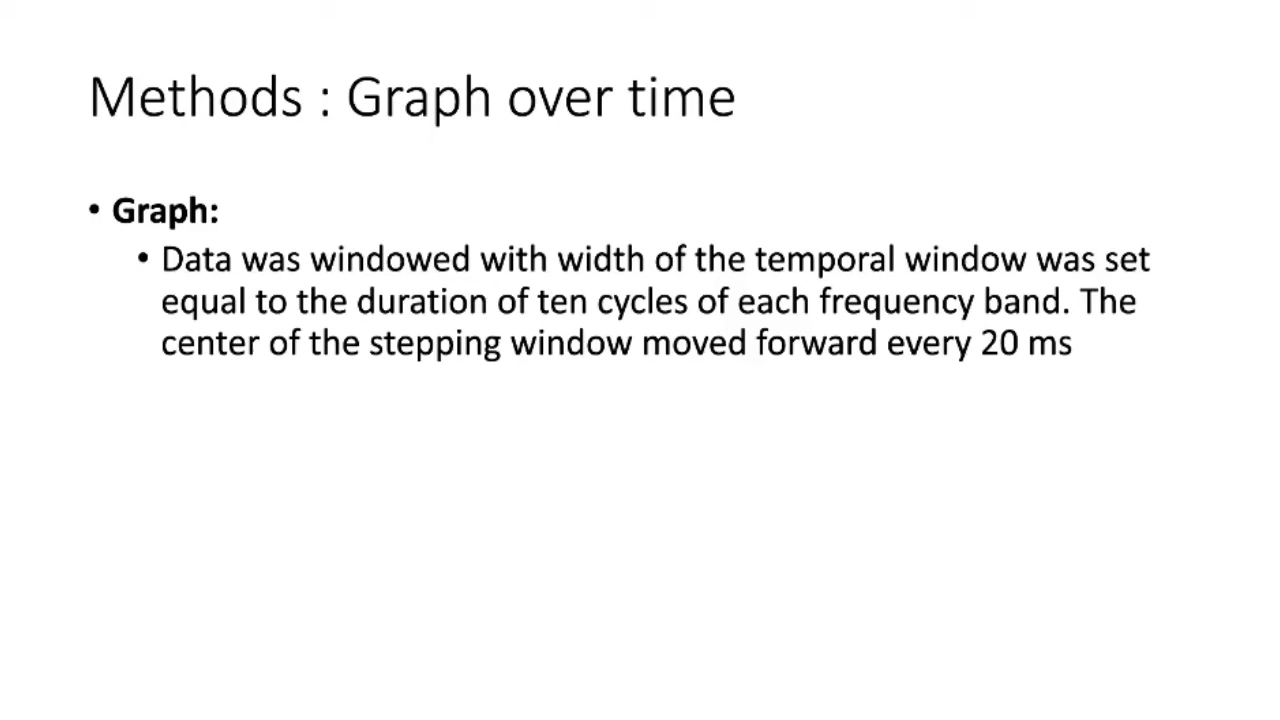 Methods : Graph over time
• Graph:
• Data was windowed with width of the temporal window was set
equal to the duration of ten cycles of each frequency band. The
center of the stepping window moved forward every 20 ms